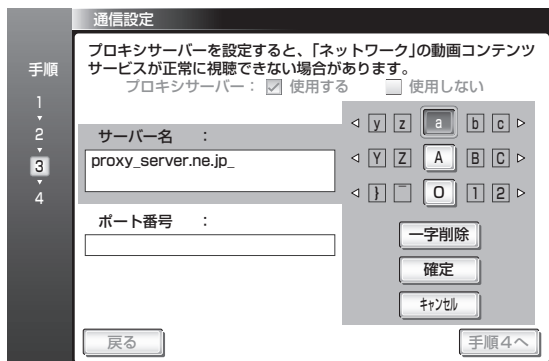 通信設定
手順
1
2
3
4
プロキシサーバーを設定すると、「ネットワーク」の動画コンテンツ
サービスが正常に視聴できない場合があります。
プロキシサーバー： ☑ 使用する □ 使用しない
サーバー名 ：
proxy_server.ne.jp_
ポート番号 ：
◁ y z a b c ▷
◁ Y Z A B C ▷
◁ } ￣ 0 1 2 ▷
一字削除
確定
ｷｬﾝｾﾙ
戻る
手順4へ